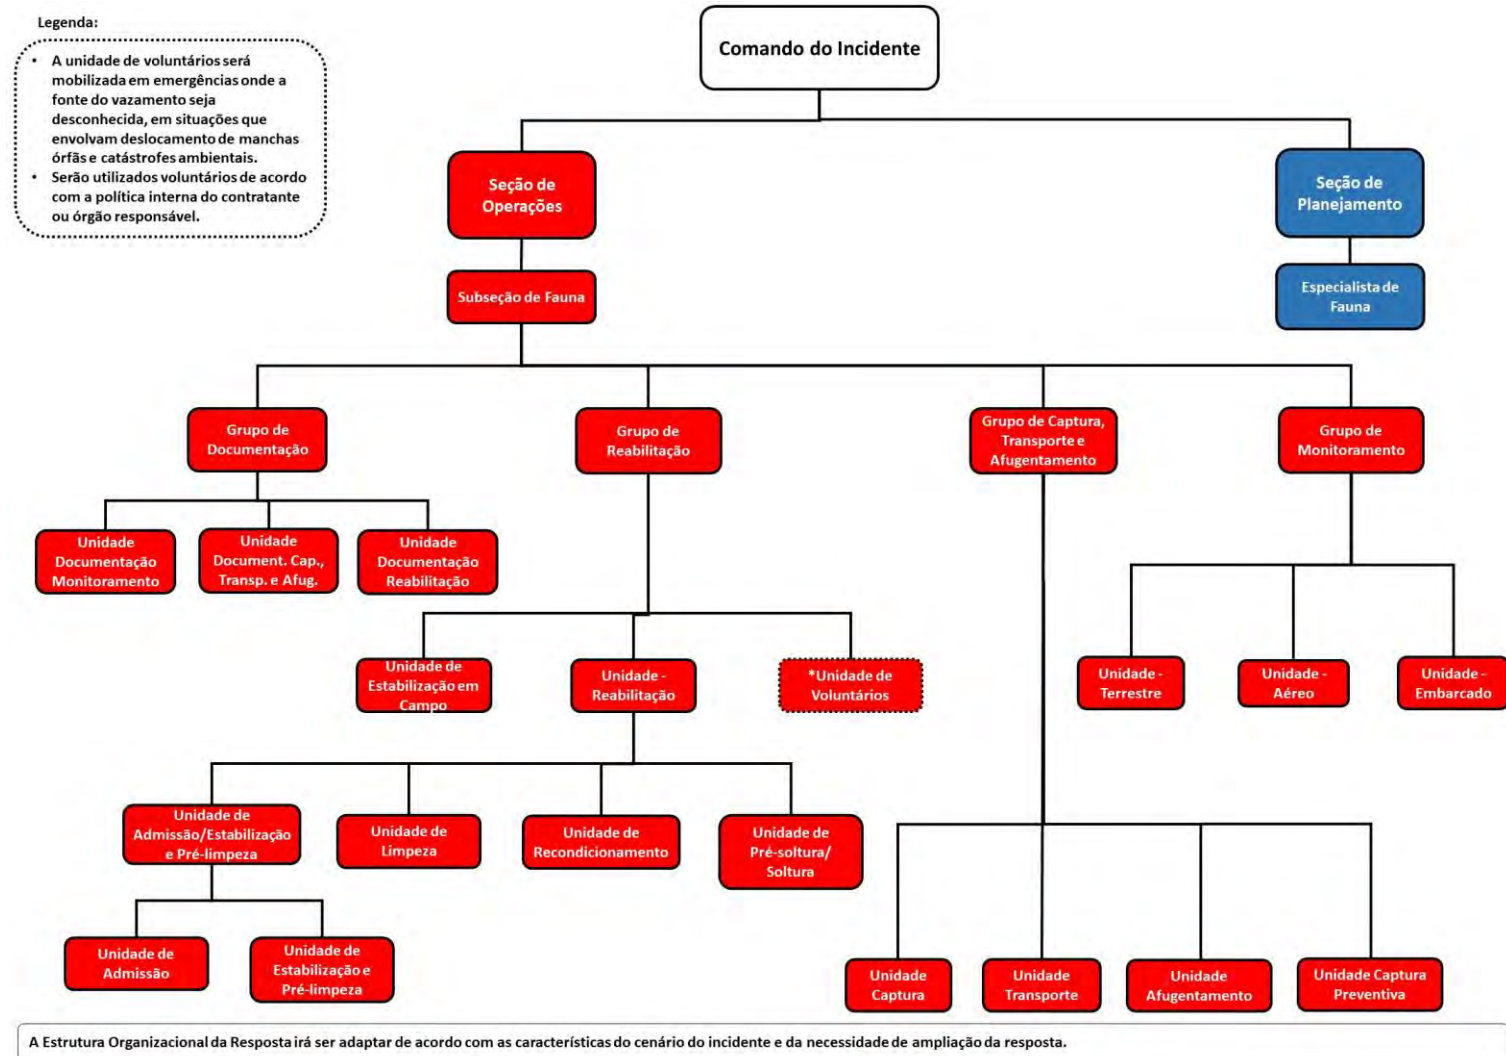 Legenda:
• A unidade de voluntários será
mobilizada em emergências onde a
fonte do vazamento seja
desconhecida, em situações que
envolvam deslocamento de manchas
órfãs e catástrofes ambientais.
• Serão utilizados voluntários de acordo
com a política interna do contratante
ou órgão responsável.
Comando do Incidente
Seção de
Operações
Seção de
Planejamento
Subseção de Fauna
Especialista de
Fauna
Grupo de
Documentação
Grupo de
Reabilitação
Grupo de Captura,
Transporte e
Afugentamento
Grupo de
Monitoramento
Unidade
Documentação
Monitoramento
Unidade
Document. Cap.,
Transp. e Afug.
Unidade
Documentação
Reabilitação
Unidade de
Estabilização em
Campo
Unidade -
Reabilitação
*Unidade de
Voluntários
Unidade -
Terrestre
Unidade -
Aéreo
Unidade -
Embarcado
Unidade de
Admissão/Estabilização
e Pré-limpeza
Unidade de
Limpeza
Unidade de
Recondicionamento
Unidade de
Pré-soltura/
Soltura
Unidade de
Admissão
Unidade de
Estabilização e
Pré-limpeza
Unidade
Captura
Unidade
Transporte
Unidade
Afugentamento
Unidade Captura
Preventiva
A Estrutura Organizacional da Resposta irá ser adaptar de acordo com as características do cenário do incidente e da necessidade de ampliação da resposta.